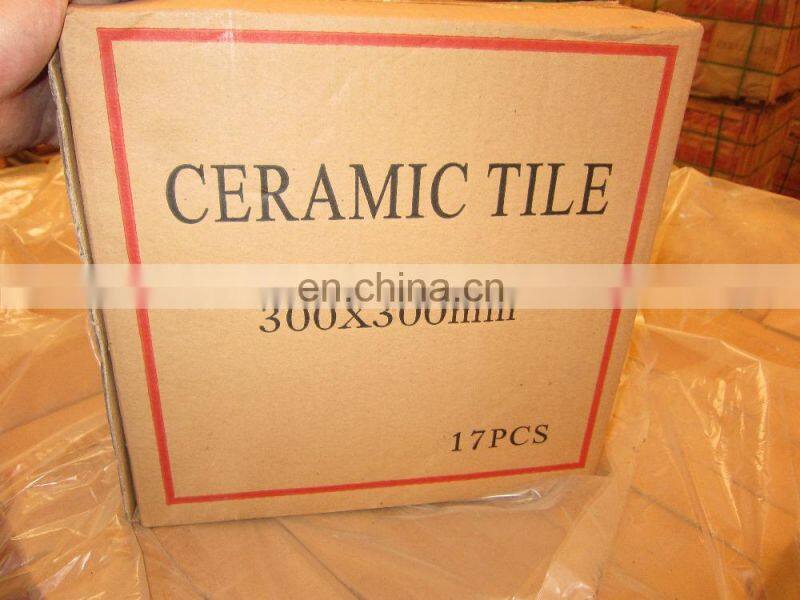 CERAMIC TILE
en.china.cn
300X300mm
17PCS